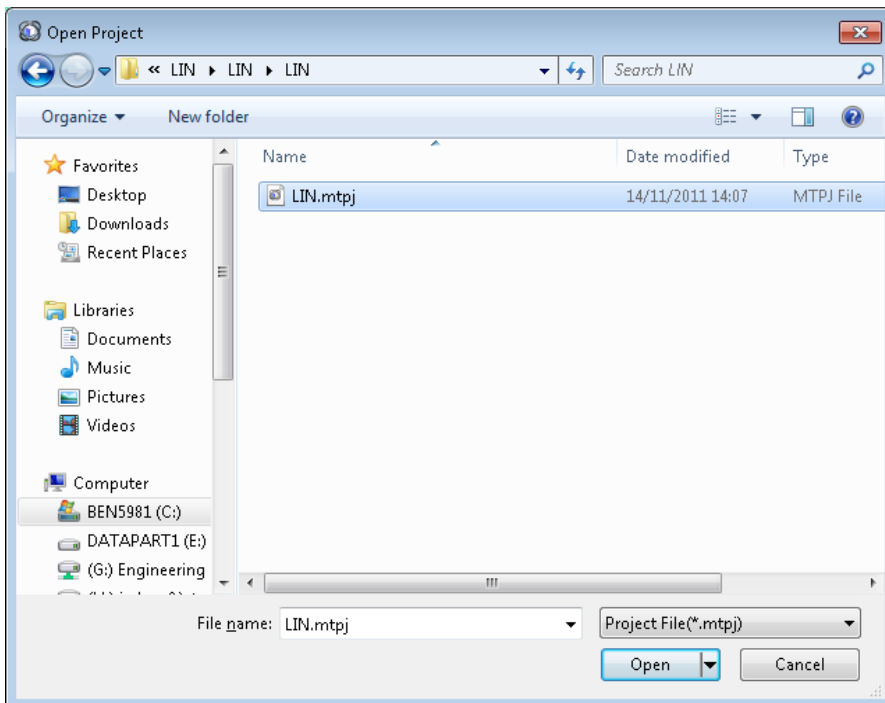 Open Project
« LIN ▸ LIN ▸ LIN
Search LIN
Organize
New folder
Name
Date modified
Type
Favorites
Desktop
Downloads
Recent Places
Libraries
Documents
Music
Pictures
Videos
Computer
BEN5981 (C:)
DATAPART1 (E:)
(G:) Engineering
LIN.mtpj
14/11/2011 14:07
MTPJ File
File name:
LIN.mtpj
Project File(*.mtpj)
Open
Cancel